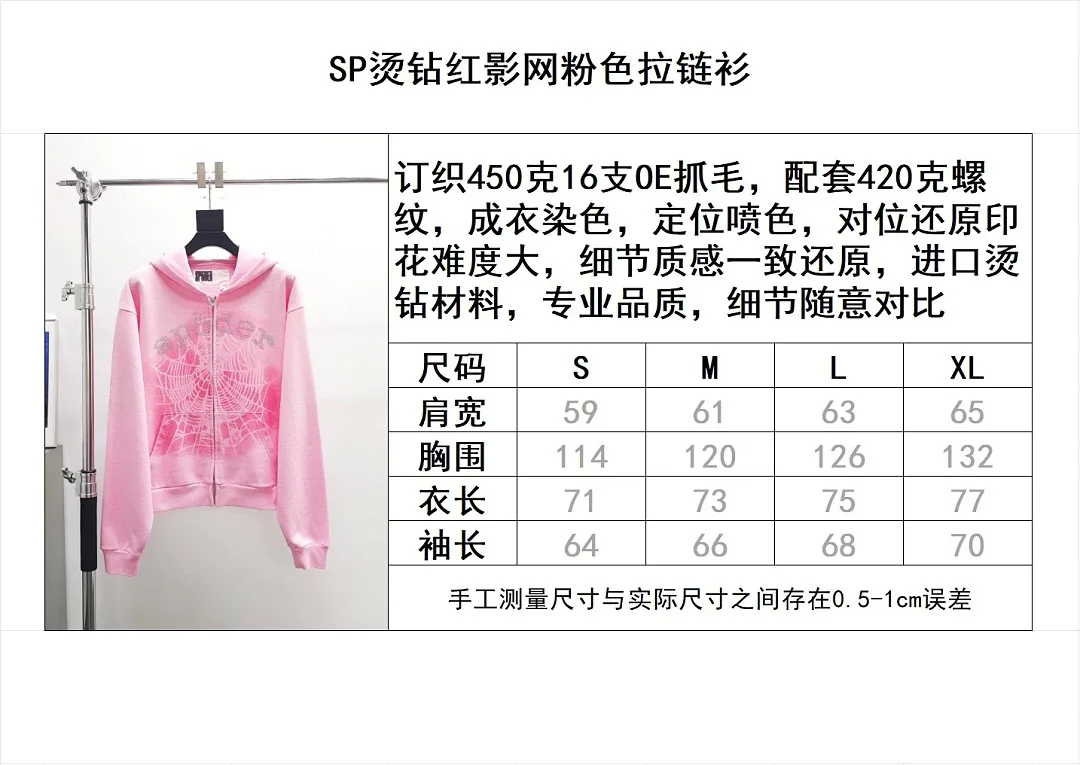 SP烫钻红影网粉色拉链衫
订织450克16支OE抓毛，配套420克螺
纹，成衣染色，定位喷色，对位还原印
花难度大，细节质感一致还原，进口烫
钻材料，专业品质，细节随意对比
尺码 S M L XL
肩宽 59 61 63 65
胸围 114 120 126 132
衣长 71 73 75 77
袖长 64 66 68 70
手工测量尺寸与实际尺寸之间存在0.5-1cm误差
sp5der